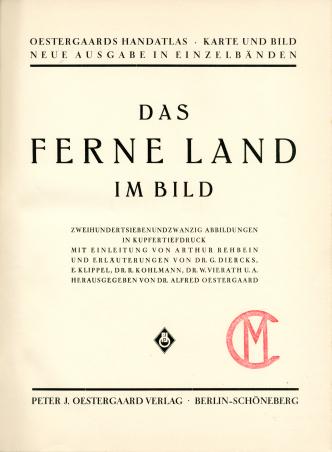 OESTERGAARDS HANDATLAS · KARTE UND BILD
NEUE AUSGABE IN EINZELBÄNDEN
DAS
FERNE LAND
IM BILD
ZWEIHUNDERTSIEBENUNDZWANZIG ABBILDUNGEN
IN KUPFERTIEFDRUCK
MIT EINLEITUNG VON ARTHUR REHBEIN
UND ERLÄUTERUNGEN VON DR. G. DIERCKS,
E. KLIPPEL, DR. R. KOHLMANN, DR. W. VIERATH U. A.
HERAUSGEGEBEN VON DR. ALFRED OESTERGAARD
CM
PETER J. OESTERGAARD VERLAG · BERLIN-SCHÖNEBERG